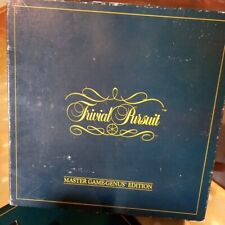 Trivial Pursuit
MASTER GAME-GENUS EDITION